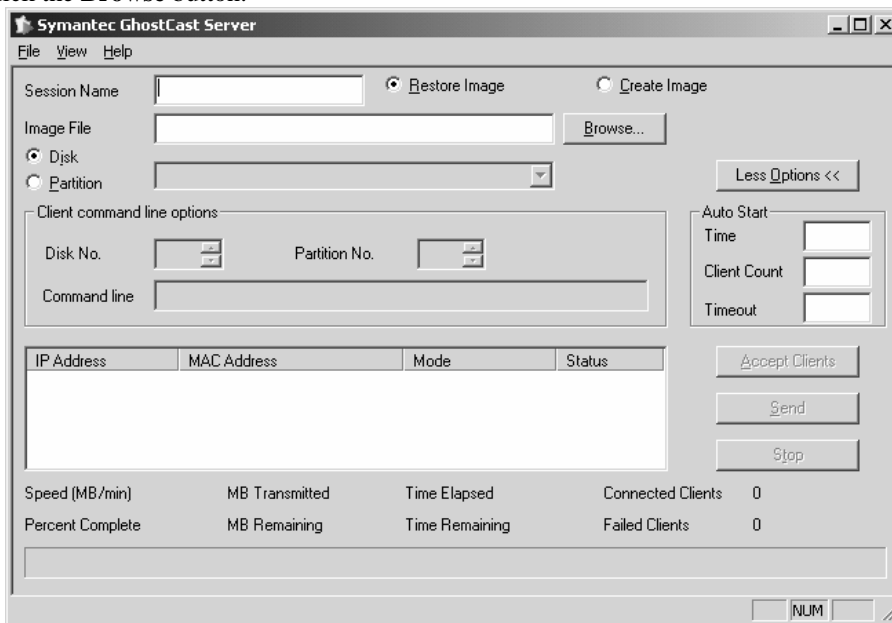 click the Browse button.
Symantec GhostCast Server
File View Help
Session Name
Restore Image
Create Image
Image File
Browse...
Disk
Partition
Less Options <<
Client command line options
Disk No.
Partition No.
Command line
Auto Start
Time
Client Count
Timeout
IP Address MAC Address Mode Status
Accept Clients
Send
Stop
Speed (MB/min) MB Transmitted Time Elapsed Connected Clients 0
Percent Complete MB Remaining Time Remaining Failed Clients 0
NUM